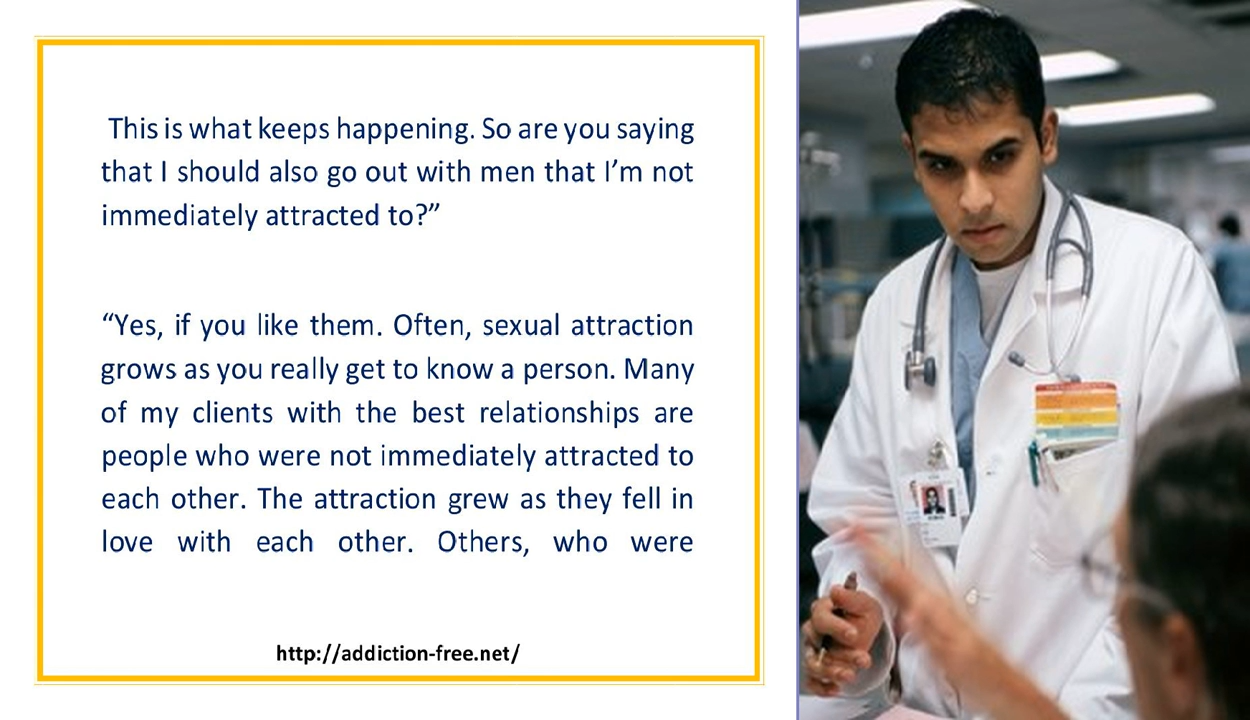 This is what keeps happening. So are you saying
that I should also go out with men that I’m not
immediately attracted to?”
“Yes, if you like them. Often, sexual attraction
grows as you really get to know a person. Many
of my clients with the best relationships are
people who were not immediately attracted to
each other. The attraction grew as they fell in
love with each other. Others, who were
http://addiction-free.net/